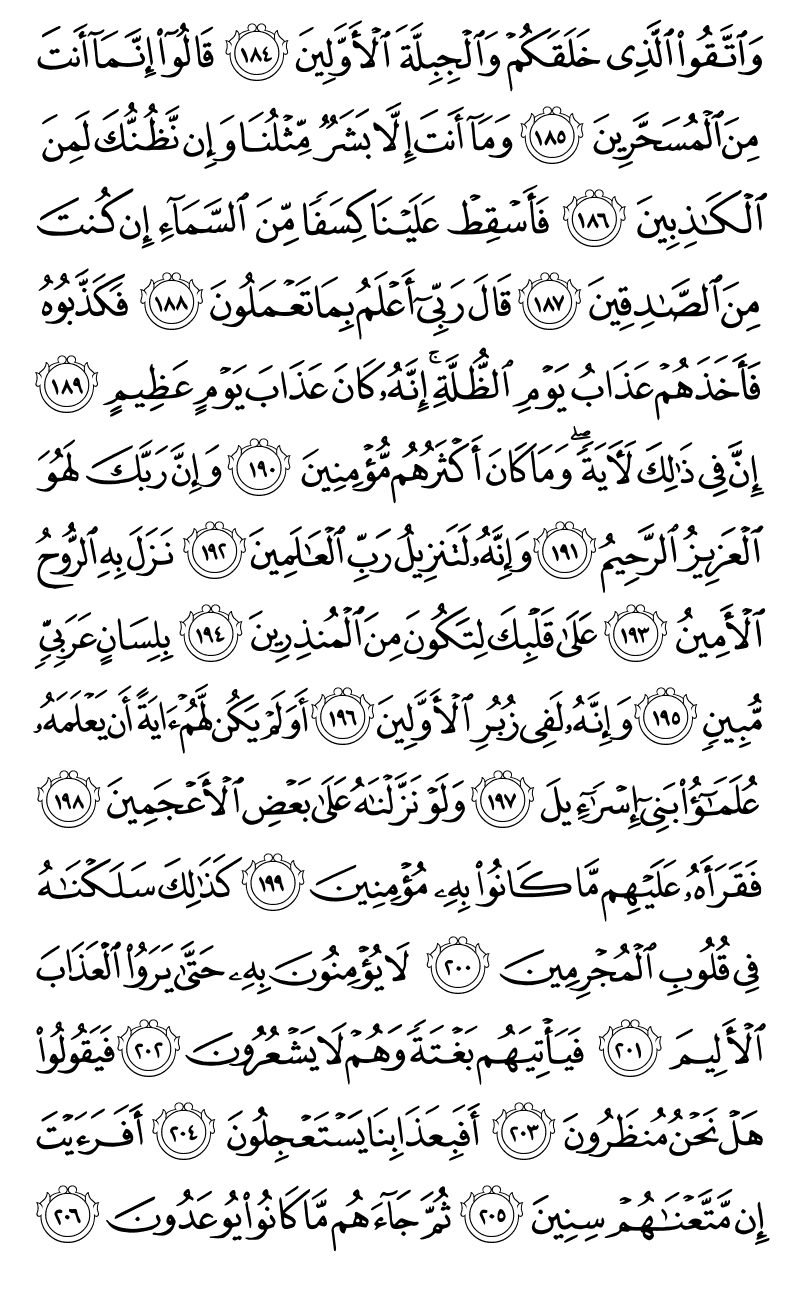 وَٱتَّقُوا۟ ٱلَّذِى خَلَقَكُمْ وَٱلْجِبِلَّةَ ٱلْأَوَّلِينَ ١٨٤ قَالُوٓا۟ إِنَّمَآ أَنتَ
مِنَ ٱلْمُسَحَّرِينَ ١٨٥ وَمَآ أَنتَ إِلَّا بَشَرٌ مِّثْلُنَا وَإِن نَّظُنُّكَ لَمِنَ
ٱلْكَـٰذِبِينَ ١٨٦ فَأَسْقِطْ عَلَيْنَا كِسَفًا مِّنَ ٱلسَّمَآءِ إِن كُنتَ
مِنَ ٱلصَّـٰدِقِينَ ١٨٧ قَالَ رَبِّىٓ أَعْلَمُ بِمَا تَعْمَلُونَ ١٨٨ فَكَذَّبُوهُ
فَأَخَذَهُمْ عَذَابُ يَوْمِ ٱلظُّلَّةِ ۚ إِنَّهُۥ كَانَ عَذَابَ يَوْمٍ عَظِيمٍ ١٨٩
إِنَّ فِى ذَٰلِكَ لَـَٔايَةً ۖ وَمَا كَانَ أَكْثَرُهُم مُّؤْمِنِينَ ١٩٠ وَإِنَّ رَبَّكَ لَهُوَ
ٱلْعَزِيزُ ٱلرَّحِيمُ ١٩١ وَإِنَّهُۥ لَتَنزِيلُ رَبِّ ٱلْعَـٰلَمِينَ ١٩٢ نَزَلَ بِهِ ٱلرُّوحُ
ٱلْأَمِينُ ١٩٣ عَلَىٰ قَلْبِكَ لِتَكُونَ مِنَ ٱلْمُنذِرِينَ ١٩٤ بِلِسَانٍ عَرَبِىٍّ
مُّبِينٍ ١٩٥ وَإِنَّهُۥ لَفِى زُبُرِ ٱلْأَوَّلِينَ ١٩٦ أَوَلَمْ يَكُن لَّهُمْ ءَايَةً أَن يَعْلَمَهُۥ
عُلَمَـٰٓؤُا۟ بَنِىٓ إِسْرَٰٓءِيلَ ١٩٧ وَلَوْ نَزَّلْنَـٰهُ عَلَىٰ بَعْضِ ٱلْأَعْجَمِينَ ١٩٨
فَقَرَأَهُۥ عَلَيْهِم مَّا كَانُوا۟ بِهِۦ مُؤْمِنِينَ ١٩٩ كَذَٰلِكَ سَلَكْنَـٰهُ
فِى قُلُوبِ ٱلْمُجْرِمِينَ ٢٠٠ لَا يُؤْمِنُونَ بِهِۦ حَتَّىٰ يَرَوُا۟ ٱلْعَذَابَ
ٱلْأَلِيمَ ٢٠١ فَيَأْتِيَهُم بَغْتَةً وَهُمْ لَا يَشْعُرُونَ ٢٠٢ فَيَقُولُوا۟
هَلْ نَحْنُ مُنظَرُونَ ٢٠٣ أَفَبِعَذَابِنَا يَسْتَعْجِلُونَ ٢٠٤ أَفَرَءَيْتَ
إِن مَّتَّعْنَـٰهُمْ سِنِينَ ٢٠٥ ثُمَّ جَآءَهُم مَّا كَانُوا۟ يُوعَدُونَ ٢٠٦